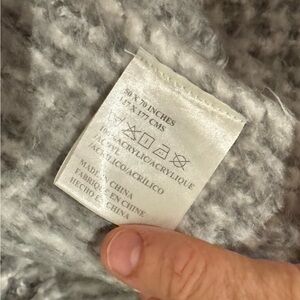 50 X 70 INCHES
127 X 177 CMS
100%ACRYLIC/ACRYLIQUE
/ACRYL
/ACRILICO/ACRÍLICO
MADE IN CHINA
FABRIQUE EN CHINE
HECHO EN CHINA